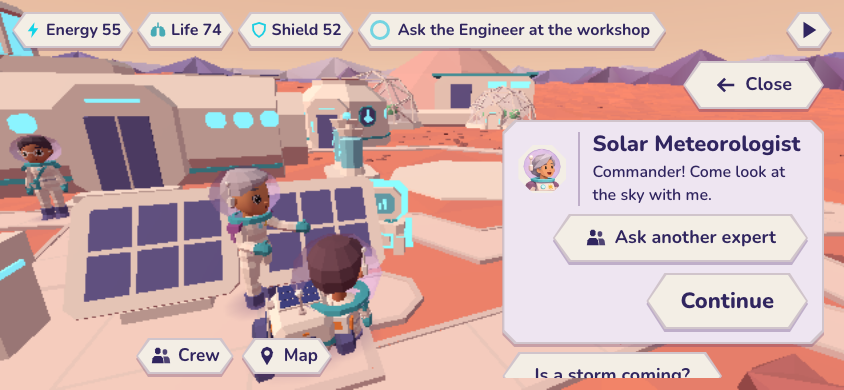 Energy 55
Life 74
Shield 52
Ask the Engineer at the workshop
Close
Solar Meteorologist
Commander! Come look at
the sky with me.
Ask another expert
Continue
Is a storm coming?
Crew
Map